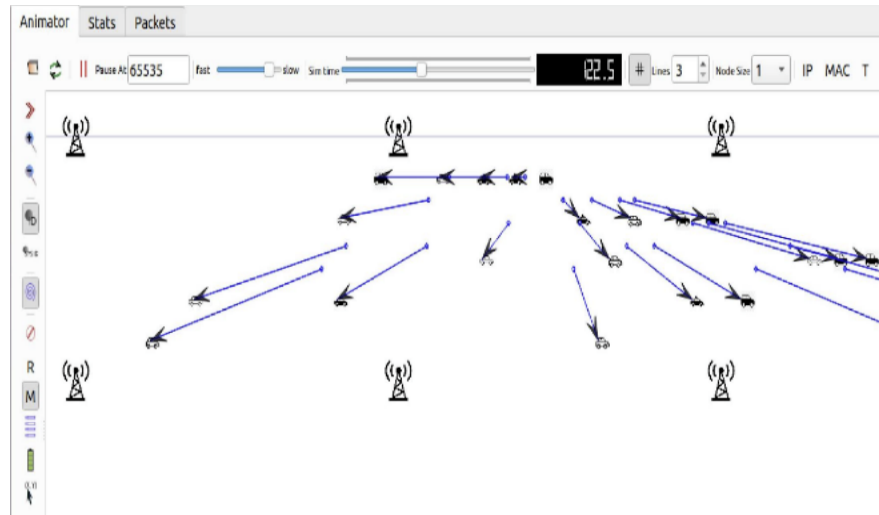 Animator Stats Packets
Pause At 65535 fast slow Sim time 122.5 # Lines 3 Node Size 1 IP MAC T
R
M